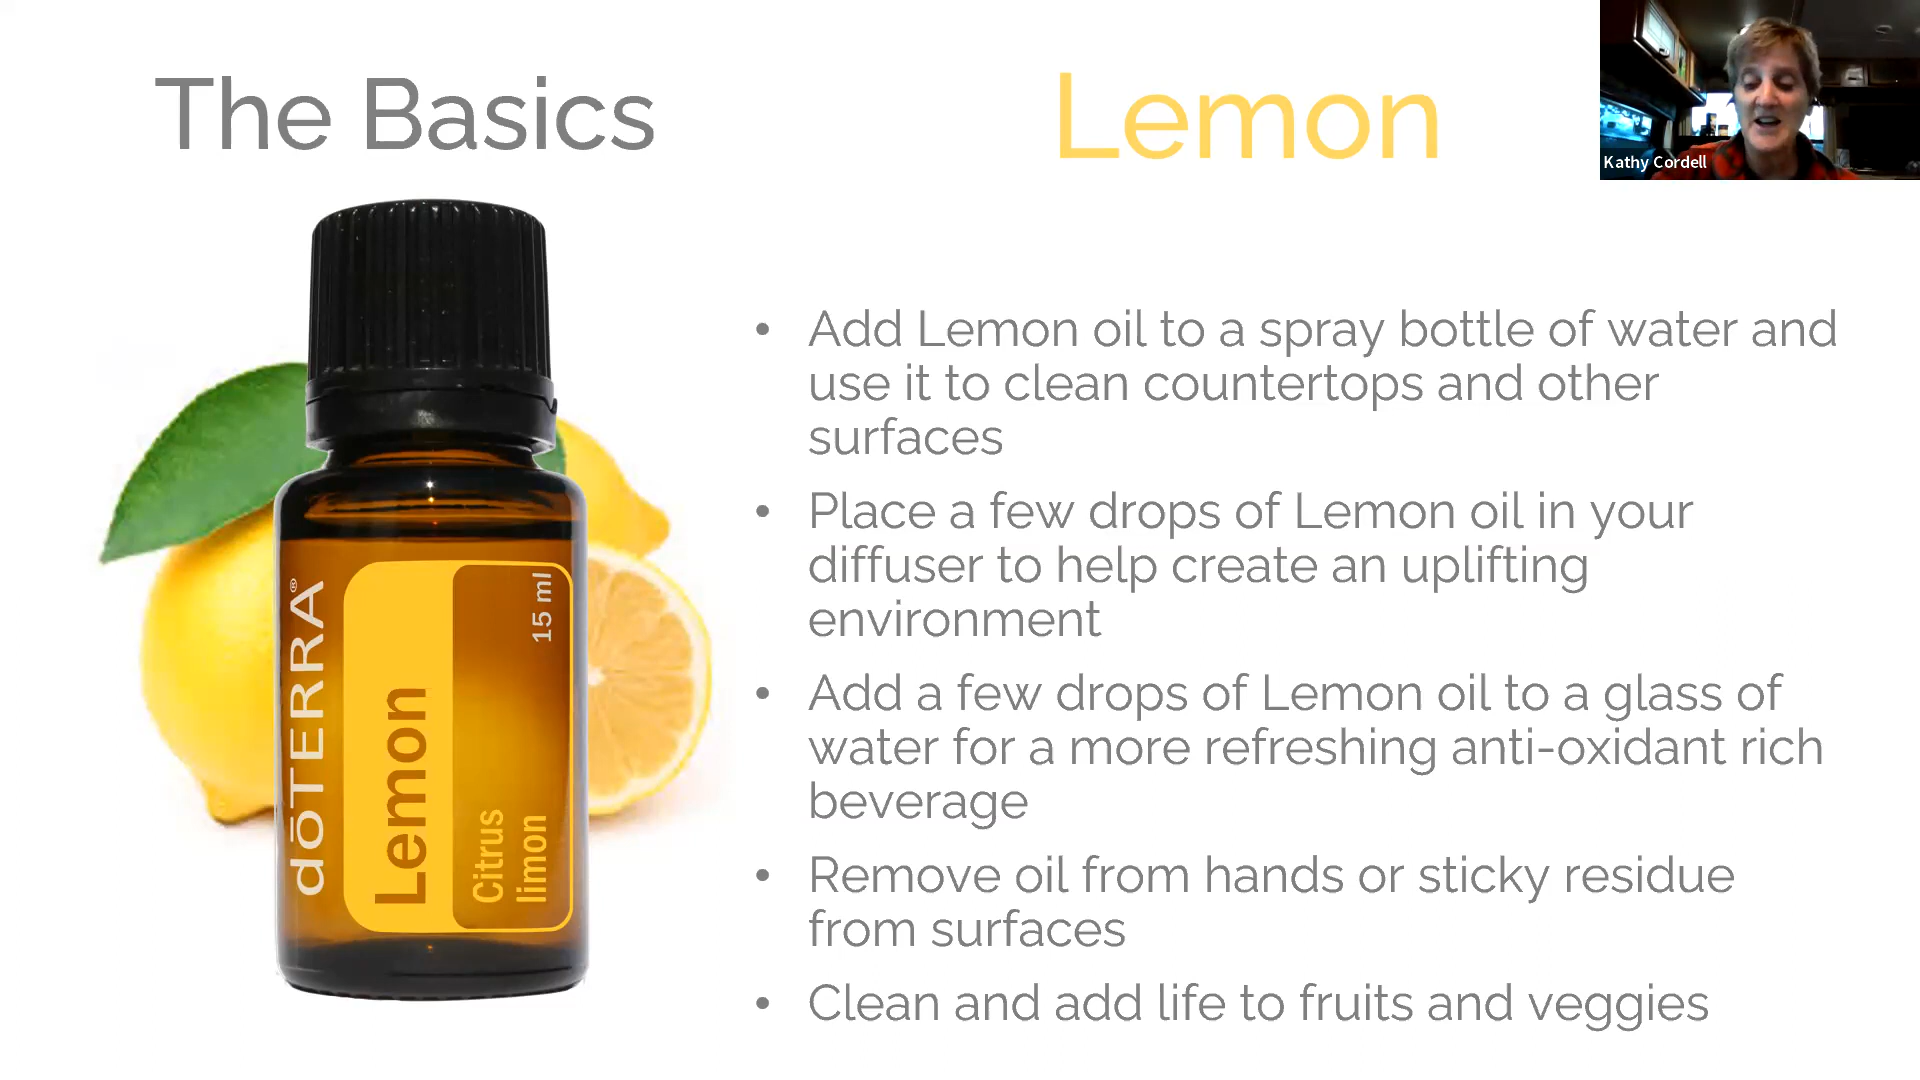 The Basics
Lemon
Kathy Cordell
dōTERRA®
Lemon
Citrus
limon
15 ml
• Add Lemon oil to a spray bottle of water and
use it to clean countertops and other
surfaces
• Place a few drops of Lemon oil in your
diffuser to help create an uplifting
environment
• Add a few drops of Lemon oil to a glass of
water for a more refreshing anti-oxidant rich
beverage
• Remove oil from hands or sticky residue
from surfaces
• Clean and add life to fruits and veggies